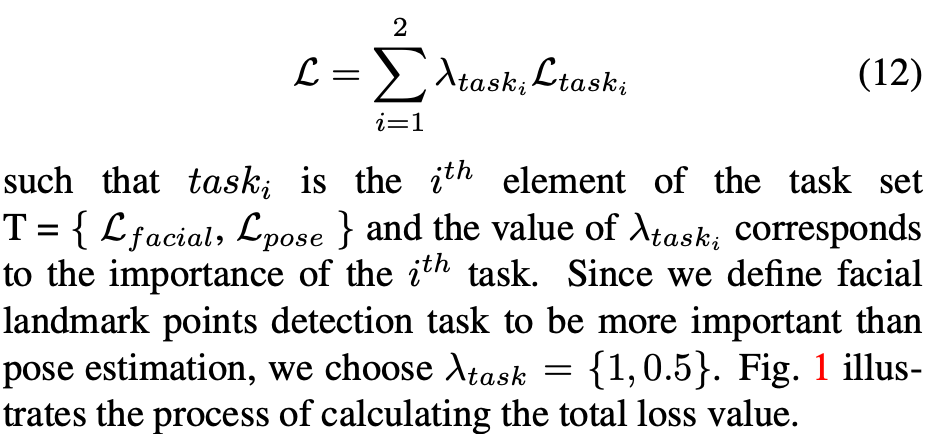 ℒ = ∑_{i=1}^{2} λ_{task_i} ℒ_{task_i} (12)
such that task_i is the i^{th} element of the task set
T = { ℒ_{facial}, ℒ_{pose} } and the value of λ_{task_i} corresponds
to the importance of the i^{th} task. Since we define facial
landmark points detection task to be more important than
pose estimation, we choose λ_{task} = {1, 0.5}. Fig. 1 illus-
trates the process of calculating the total loss value.